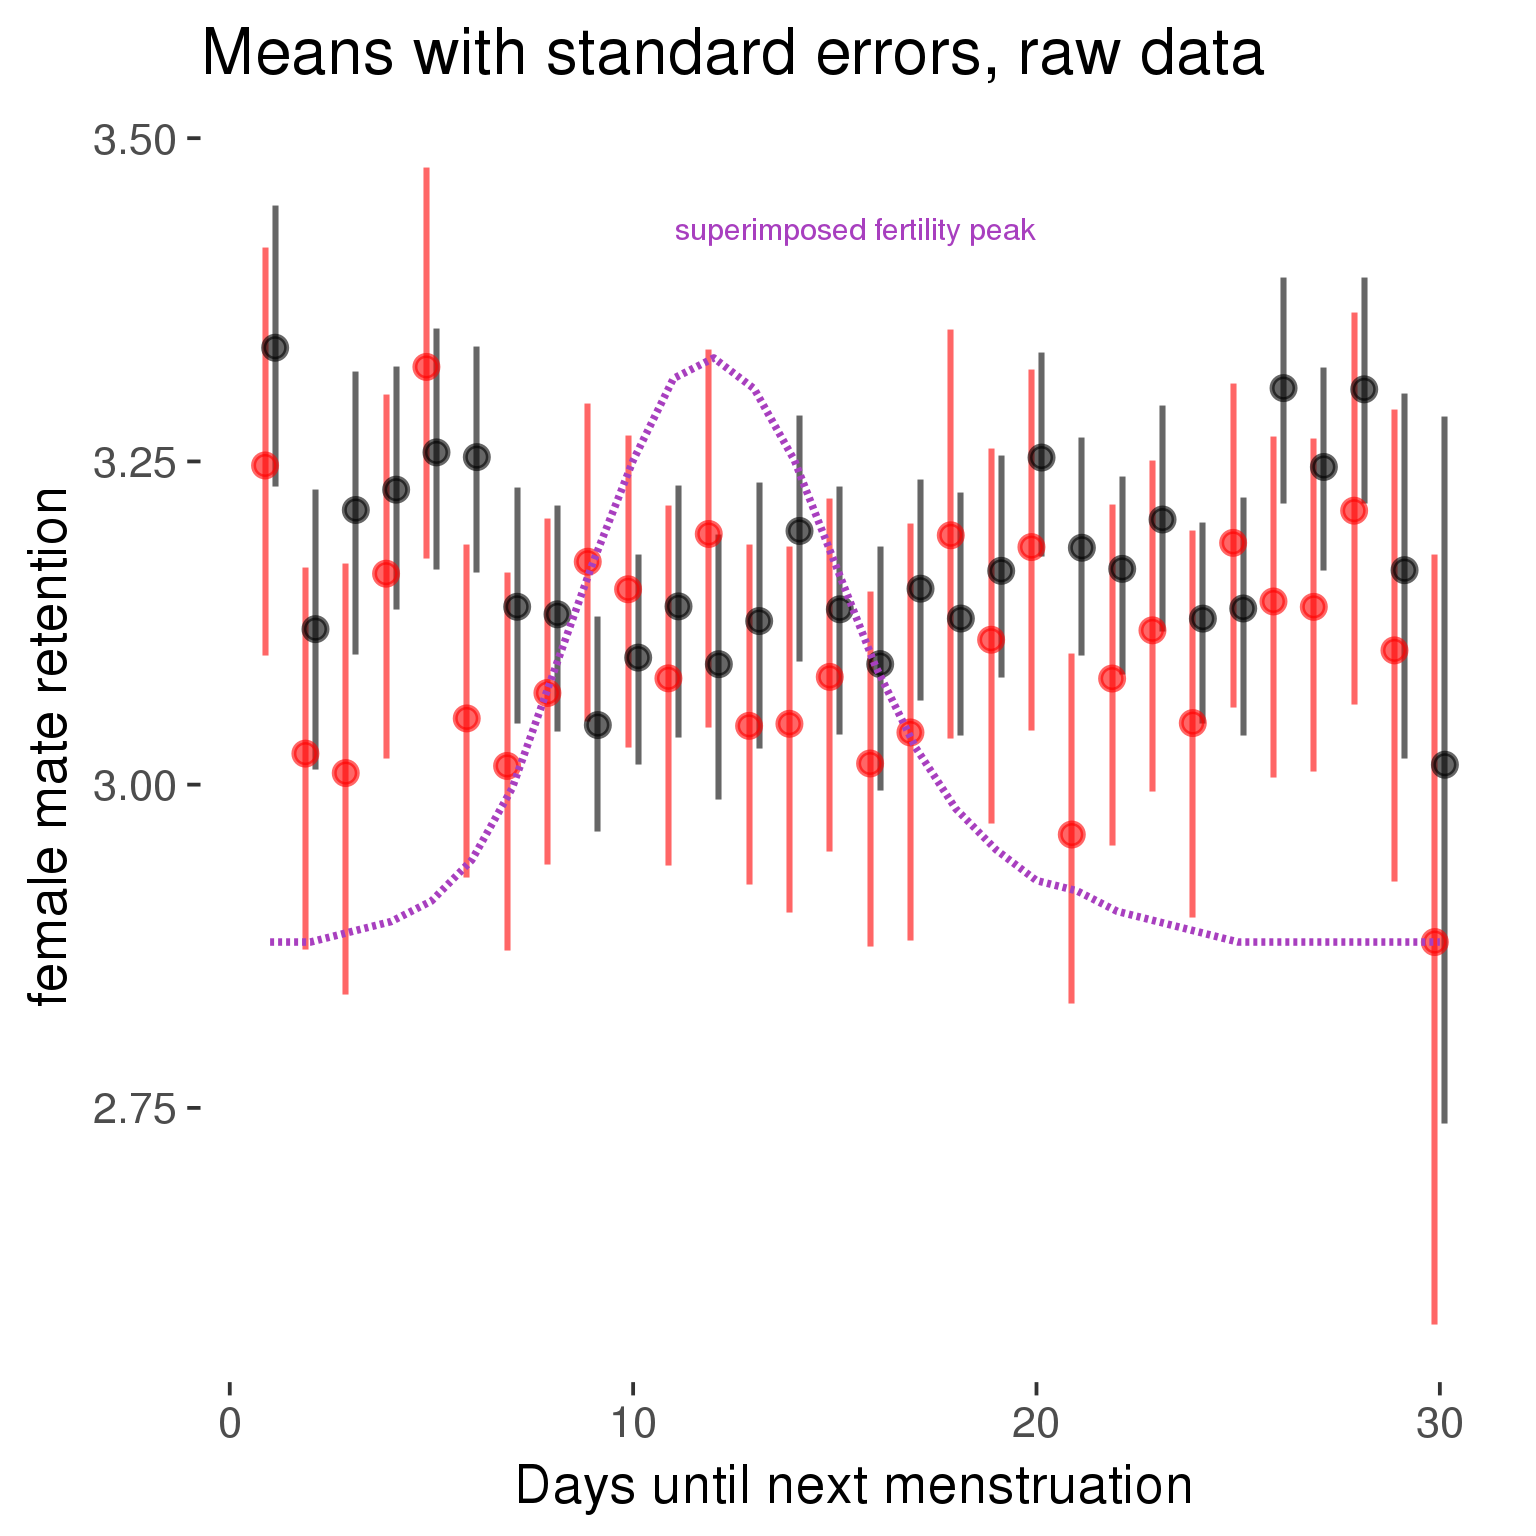 Means with standard errors, raw data
superimposed fertility peak
female mate retention
3.50
3.25
3.00
2.75
0
10
20
30
Days until next menstruation